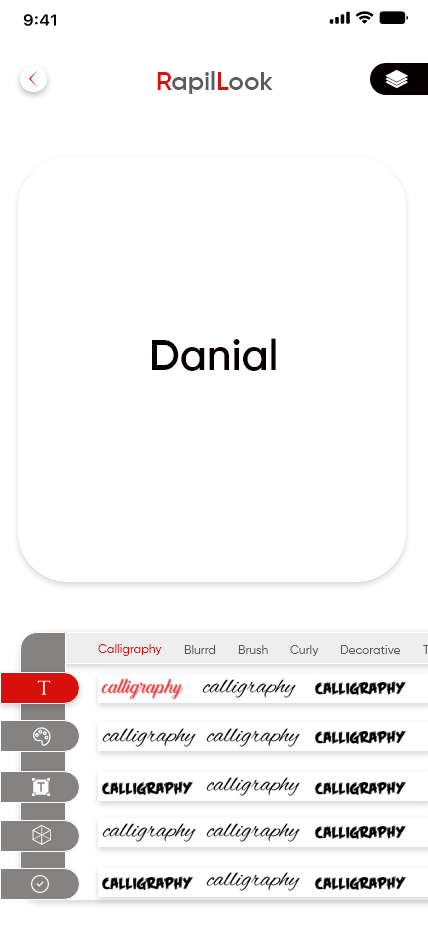 9:41
RapilLook
Danial
Calligraphy Blurrd Brush Curly Decorative T
T calligraphy calligraphy CALLIGRAPHY
calligraphy calligraphy CALLIGRAPHY
T CALLIGRAPHY calligraphy CALLIGRAPHY
calligraphy calligraphy CALLIGRAPHY
CALLIGRAPHY calligraphy CALLIGRAPHY